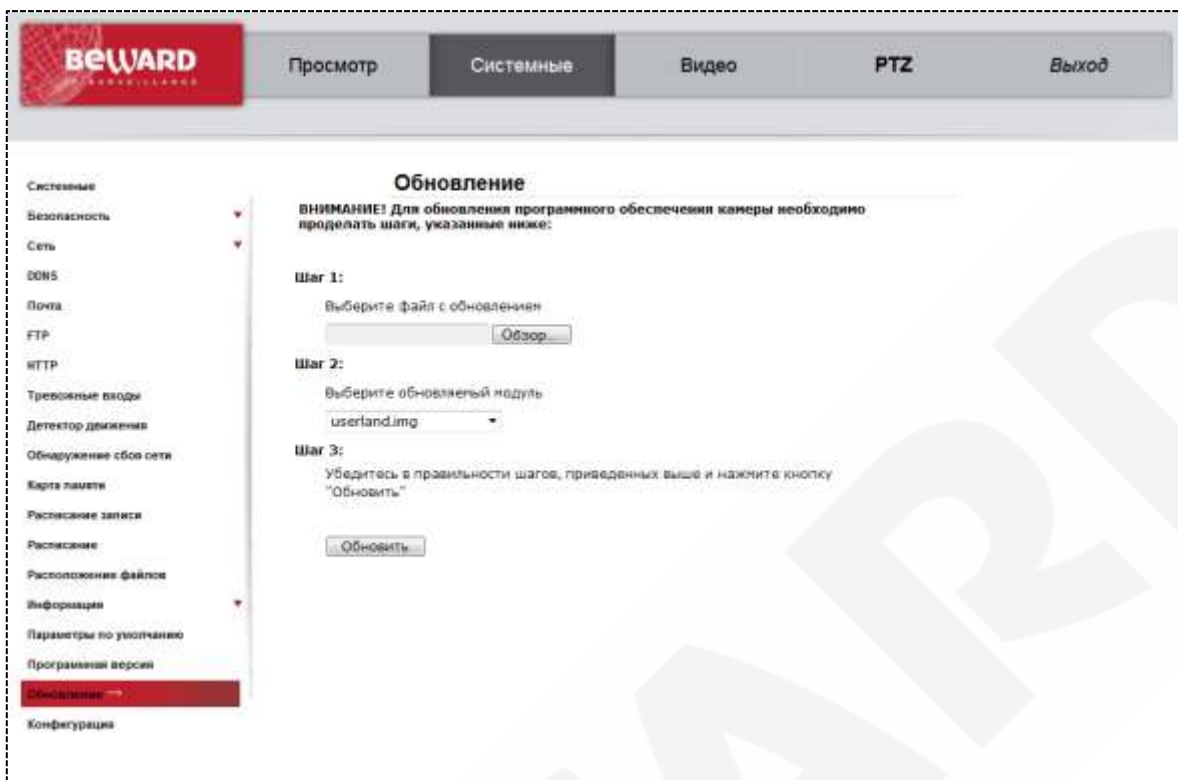 BEWARD
Просмотр
Системные
Видео
PTZ
Выход
Системные
Безопасность
Сеть
DDNS
Почта
FTP
HTTP
Тревожные входы
Детектор движения
Обнаружение сбоя сети
Карта памяти
Расписание записи
Расписание
Расположение файлов
Информация
Параметры по умолчанию
Программная версия
Обновление →
Конфигурация
Обновление
ВНИМАНИЕ! Для обновления программного обеспечения камеры необходимо
проделать шаги, указанные ниже:
Шаг 1:
Выберите файл с обновлением
Обзор...
Шаг 2:
Выберите обновляемый модуль
userland.img
Шаг 3:
Убедитесь в правильности шагов, приведенных выше и нажмите кнопку
"Обновить"
Обновить